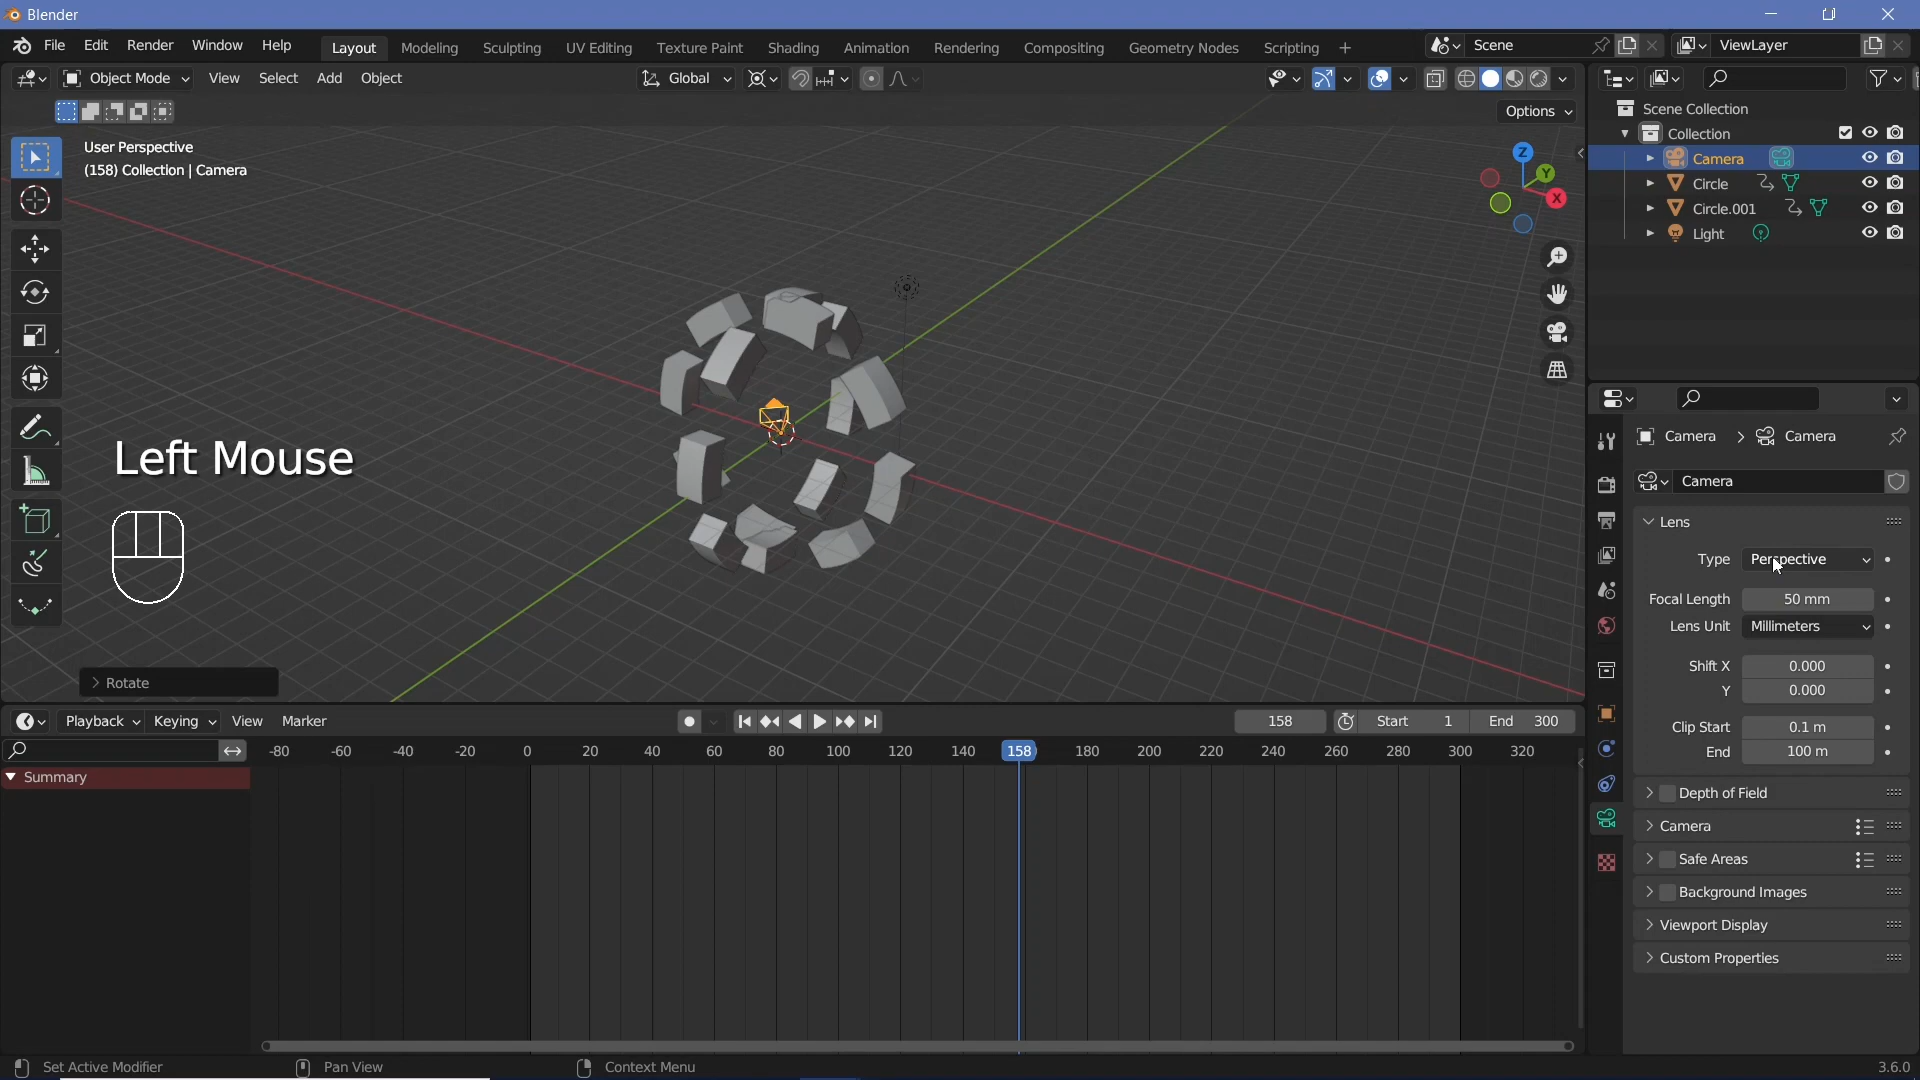 Blender
File Edit Render Window Help Layout Modeling Sculpting UV Editing Texture Paint Shading Animation Rendering Compositing Geometry Nodes Scripting + Scene ViewLayer
Object Mode View Select Add Object Global
Options
User Perspective
(158) Collection | Camera
Z
Y
X
Left Mouse
Rotate
Scene Collection
Collection
Camera
Circle
Circle.001
Light
Camera > Camera
Camera
Lens
Type Perspective
Focal Length 50 mm
Lens Unit Millimeters
Shift X 0.000
Y 0.000
Clip Start 0.1 m
End 100 m
Depth of Field
Camera
Safe Areas
Background Images
Viewport Display
Custom Properties
Playback Keying View Marker 158 Start 1 End 300
-80 -60 -40 -20 0 20 40 60 80 100 120 140 158 180 200 220 240 260 280 300 320
Summary
Set Active Modifier Pan View Context Menu 3.6.0